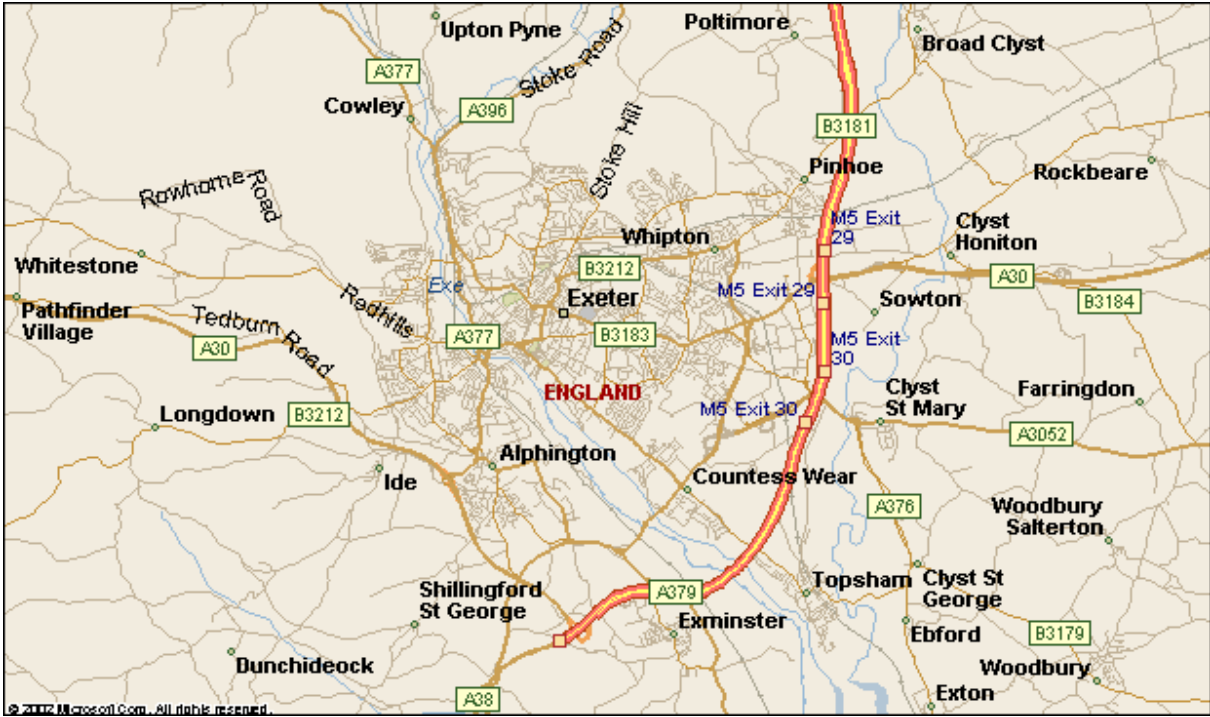 Upton Pyne
Stoke Road
Poltimore
Broad Clyst
A377
Cowley
A396
Stoke Hill
B3181
Pinhoe
Rockbeare
Rowhorne Road
M5 Exit
29
Clyst
Honiton
Whipton
Whitestone
B3212
A30
Exe
M5 Exit 29
Sowton
B3184
Pathfinder
Village
Tedburn Road
Redhills
Exeter
A30
A377
B3183
M5 Exit
30
ENGLAND
Longdown
B3212
M5 Exit 30
Clyst
St Mary
Farringdon
A3052
Alphington
Ide
Countess Wear
A376
Woodbury
Salterton
Shillingford
St George
A379
Topsham
Clyst St
George
Exminster
Ebford
B3179
Dunchideock
Woodbury
A38
Exton
© 2002 Microsoft Corp. All rights reserved.